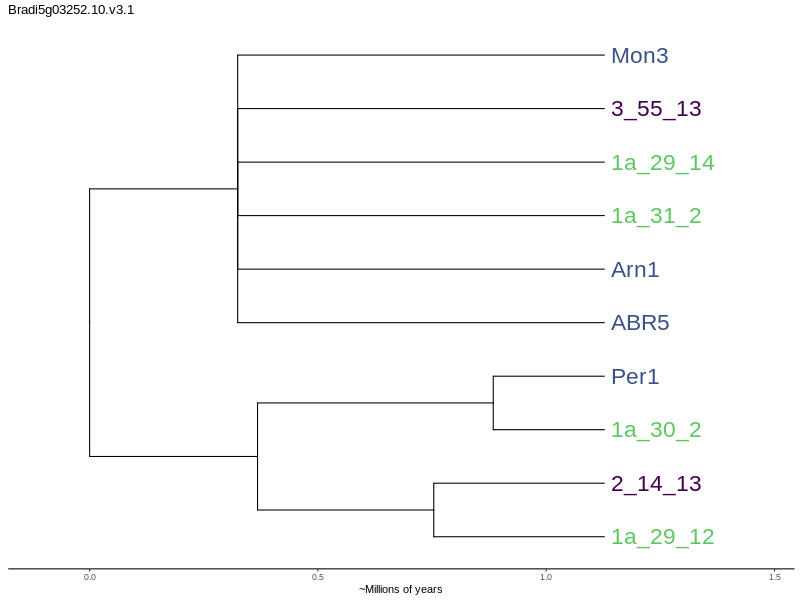 Bradi5g03252.10.v3.1
Mon3
3_55_13
1a_29_14
1a_31_2
Arn1
ABR5
Per1
1a_30_2
2_14_13
1a_29_12
0.0 0.5 1.0 1.5
~Millions of years